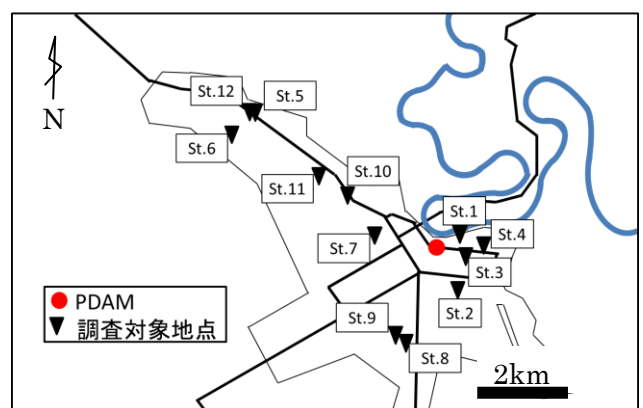 St.12
St.5
N
St.6
St.11
St.10
St.1
St.4
St.7
St.3
PDAM
調査対象地点
St.2
St.9
St.8
2km